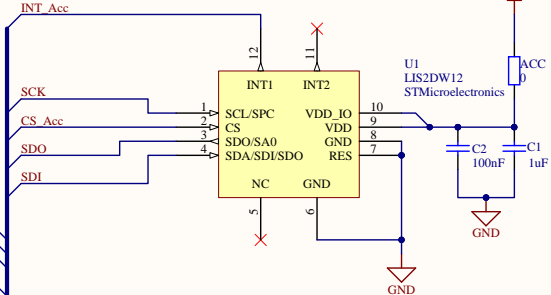 INT_Acc
12
11
INT1
INT2
U1
LIS2DW12
STMicroelectronics
ACC
0
SCK
1
SCL/SPC
VDD_IO
10
CS_Acc
2
CS
VDD
9
SDO
3
SDO/SA0
GND
8
SDI
4
SDA/SDI/SDO
RES
7
C2
100nF
C1
1uF
NC
GND
5
6
GND
GND